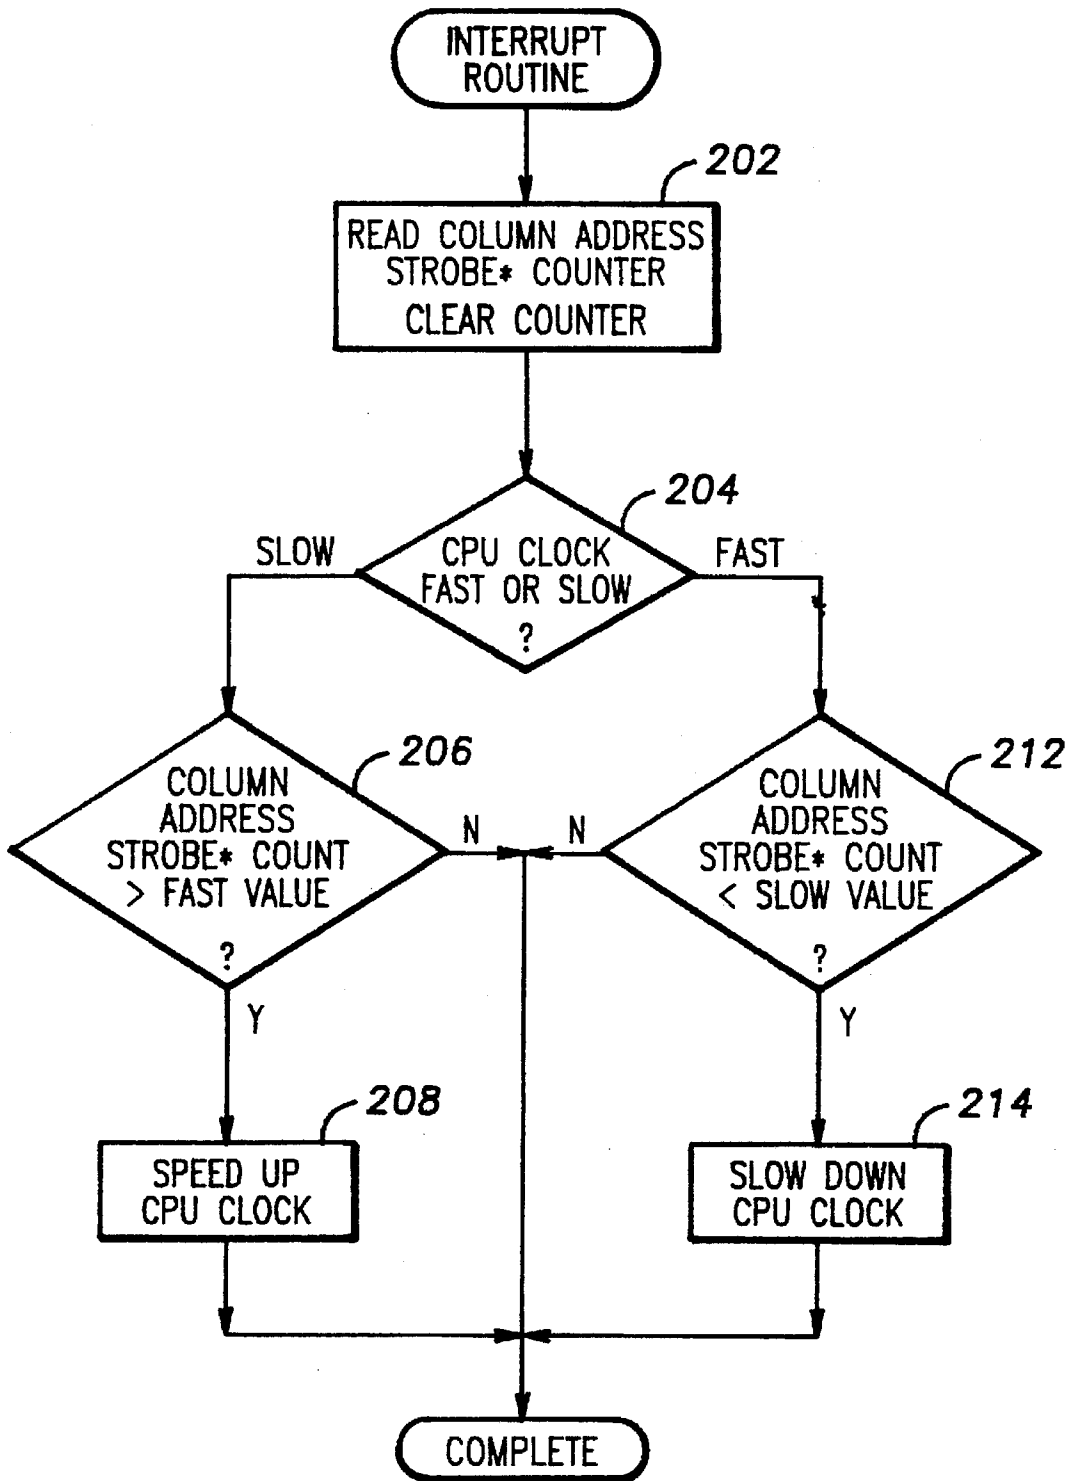 INTERRUPT
ROUTINE
202
READ COLUMN ADDRESS
STROBE* COUNTER
CLEAR COUNTER
204
SLOW
CPU CLOCK
FAST OR SLOW
?
FAST
206
COLUMN
ADDRESS
STROBE* COUNT
> FAST VALUE
?
N
N
212
COLUMN
ADDRESS
STROBE* COUNT
< SLOW VALUE
?
Y
Y
208
SPEED UP
CPU CLOCK
214
SLOW DOWN
CPU CLOCK
COMPLETE